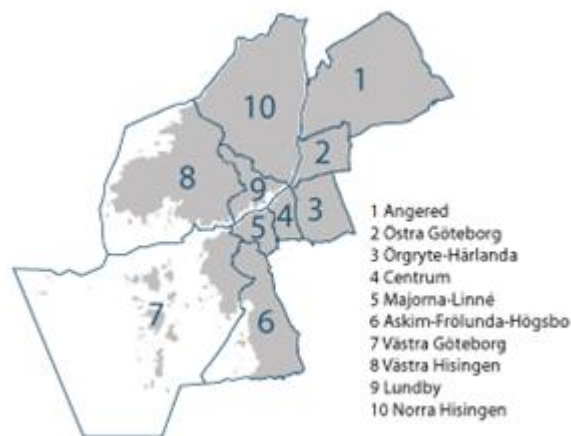 1
10
2
8
9
3
4
5
7
6
1 Angered
2 Östra Göteborg
3 Örgryte-Härlanda
4 Centrum
5 Majorna-Linné
6 Askim-Frölunda-Högsbo
7 Västra Göteborg
8 Västra Hisingen
9 Lundby
10 Norra Hisingen